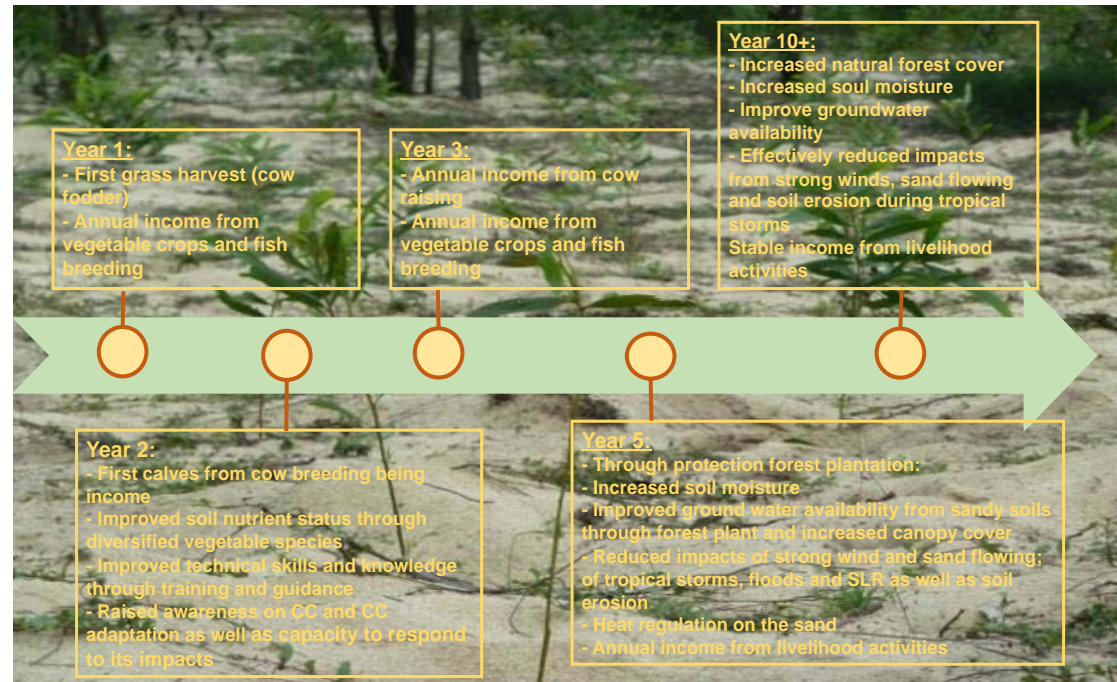 Year 1:
- First grass harvest (cow
fodder)
- Annual income from
vegetable crops and fish
breeding
Year 2:
- First calves from cow breeding being
income
- Improved soil nutrient status through
diversified vegetable species
- Improved technical skills and knowledge
through training and guidance
- Raised awareness on CC and CC
adaptation as well as capacity to respond
to its impacts
Year 3:
- Annual income from cow
raising
- Annual income from
vegetable crops and fish
breeding
Year 5:
- Through protection forest plantation:
- Increased soil moisture
- Improved ground water availability from sandy soils
through forest plant and increased canopy cover
- Reduced impacts of strong wind and sand flowing;
of tropical storms, floods and SLR as well as soil
erosion
- Heat regulation on the sand
- Annual income from livelihood activities
Year 10+:
- Increased natural forest cover
- Increased soul moisture
- Improve groundwater
availability
- Effectively reduced impacts
from strong winds, sand flowing
and soil erosion during tropical
storms
Stable income from livelihood
activities